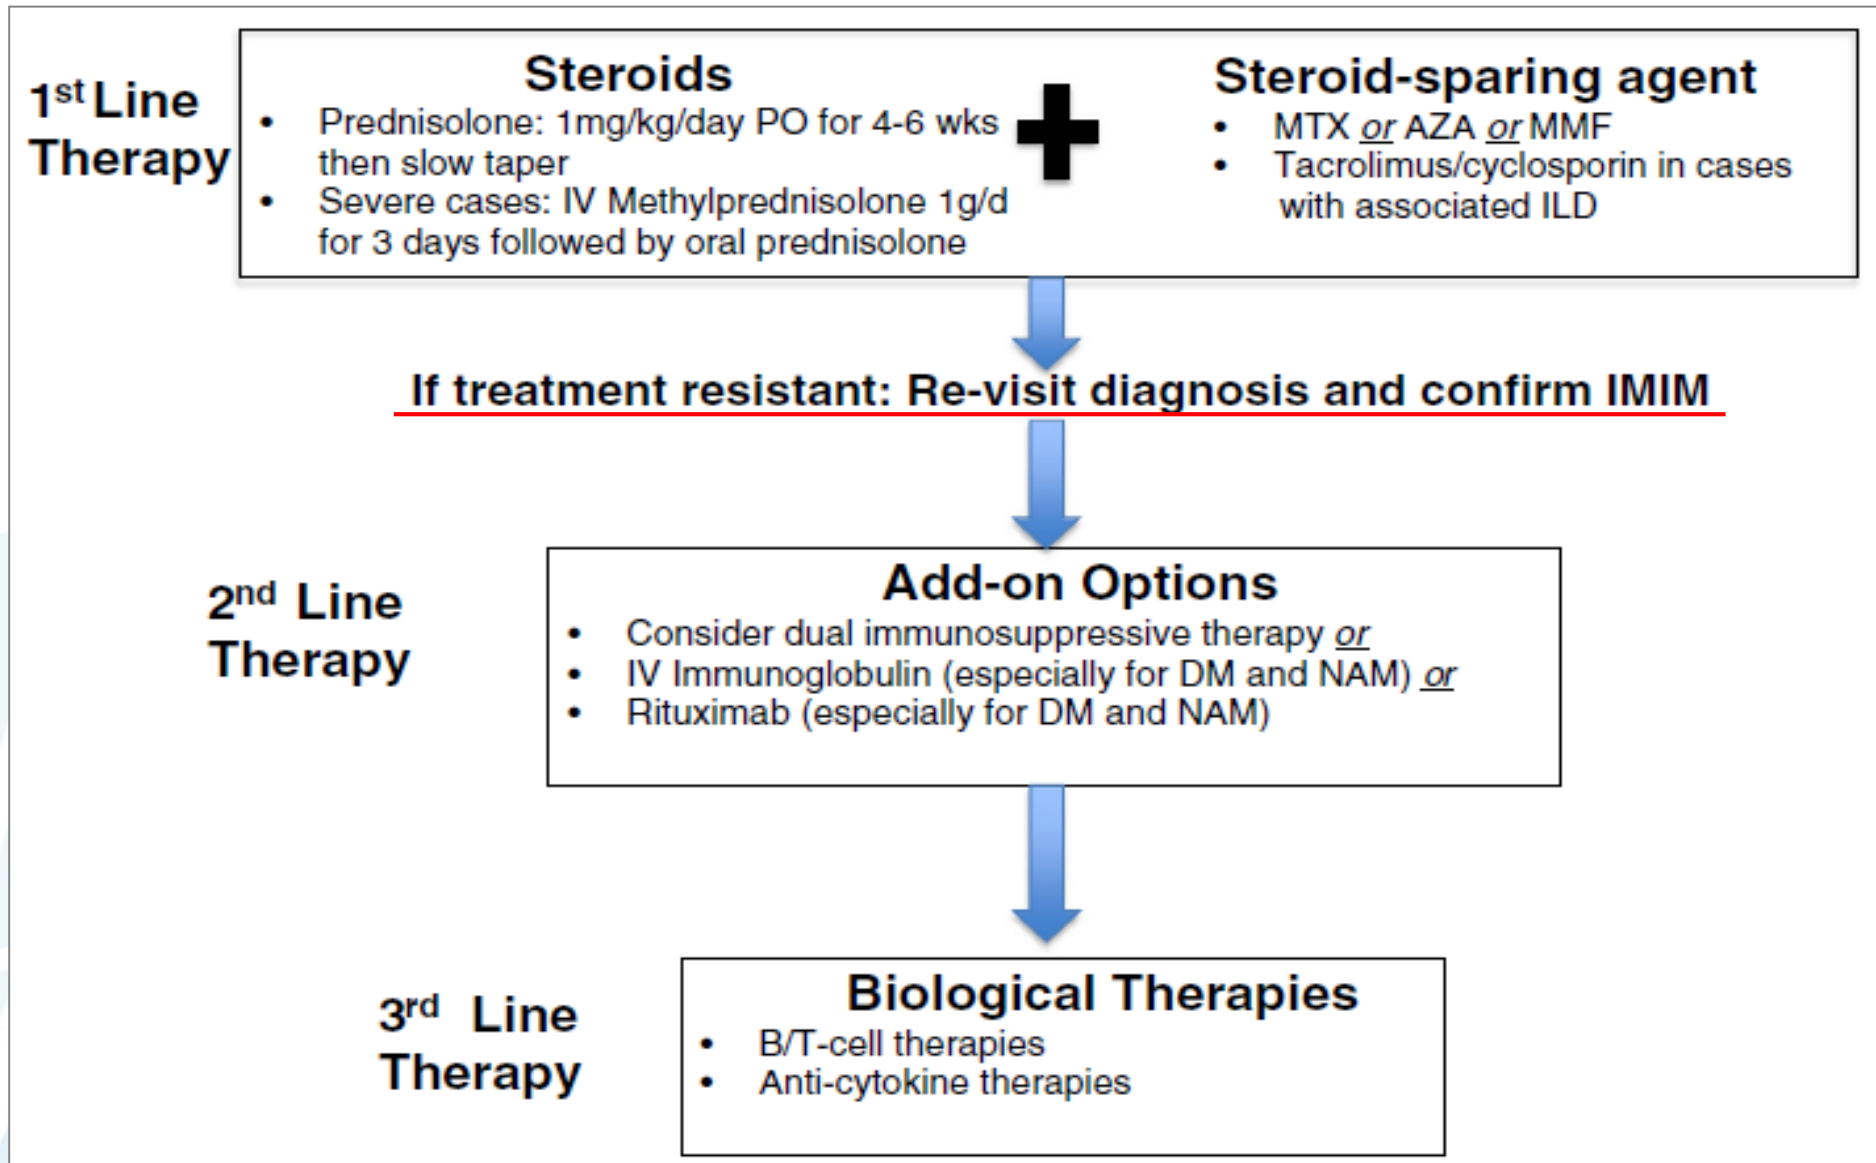 1st Line
Therapy
Steroids
• Prednisolone: 1mg/kg/day PO for 4-6 wks
then slow taper
• Severe cases: IV Methylprednisolone 1g/d
for 3 days followed by oral prednisolone
Steroid-sparing agent
• MTX or AZA or MMF
• Tacrolimus/cyclosporin in cases
with associated ILD
If treatment resistant: Re-visit diagnosis and confirm IMIM
2nd Line
Therapy
Add-on Options
• Consider dual immunosuppressive therapy or
• IV Immunoglobulin (especially for DM and NAM) or
• Rituximab (especially for DM and NAM)
3rd Line
Therapy
Biological Therapies
• B/T-cell therapies
• Anti-cytokine therapies